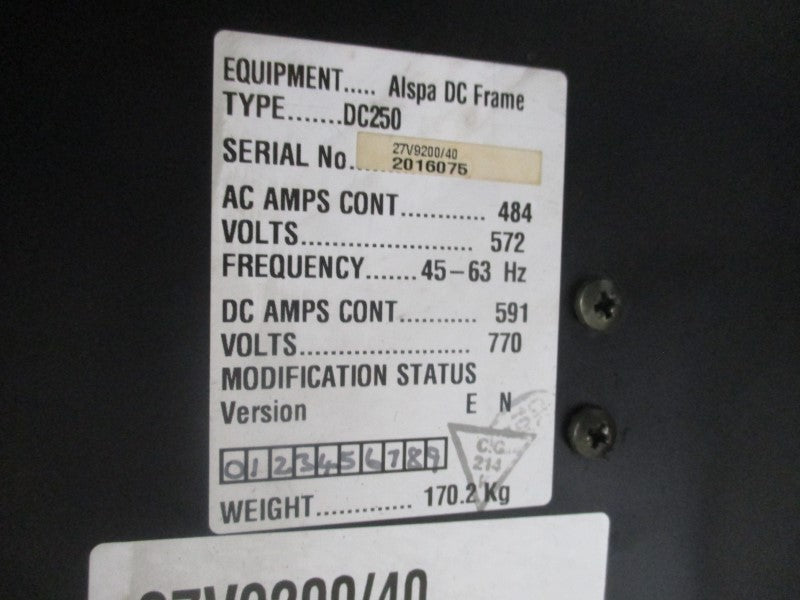 EQUIPMENT..... Alspa DC Frame
TYPE.......DC250
SERIAL No. 27V9200/40
2016075
AC AMPS CONT............ 484
VOLTS........................ 572
FREQUENCY.......45-63 Hz
DC AMPS CONT........... 591
VOLTS........................ 770
MODIFICATION STATUS
Version E N
0 1 2 3 4 5 6 7 8 9
C.G.
214
WEIGHT............. 170.2 Kg
27V9200/40